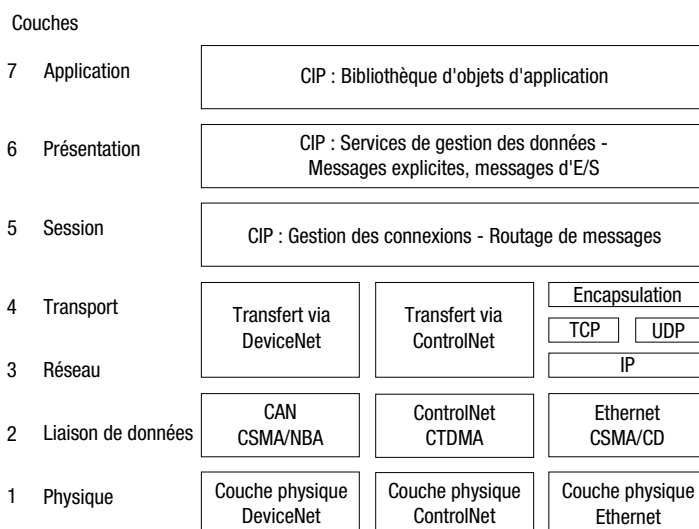 Couches
7 Application
CIP : Bibliothèque d'objets d'application
6 Présentation
CIP : Services de gestion des données -
Messages explicites, messages d'E/S
5 Session
CIP : Gestion des connexions - Routage de messages
4 Transport
3 Réseau
Transfert via
DeviceNet
Transfert via
ControlNet
Encapsulation
TCP UDP
IP
2 Liaison de données
CAN
CSMA/NBA
ControlNet
CTDMA
Ethernet
CSMA/CD
1 Physique
Couche physique
DeviceNet
Couche physique
ControlNet
Couche physique
Ethernet